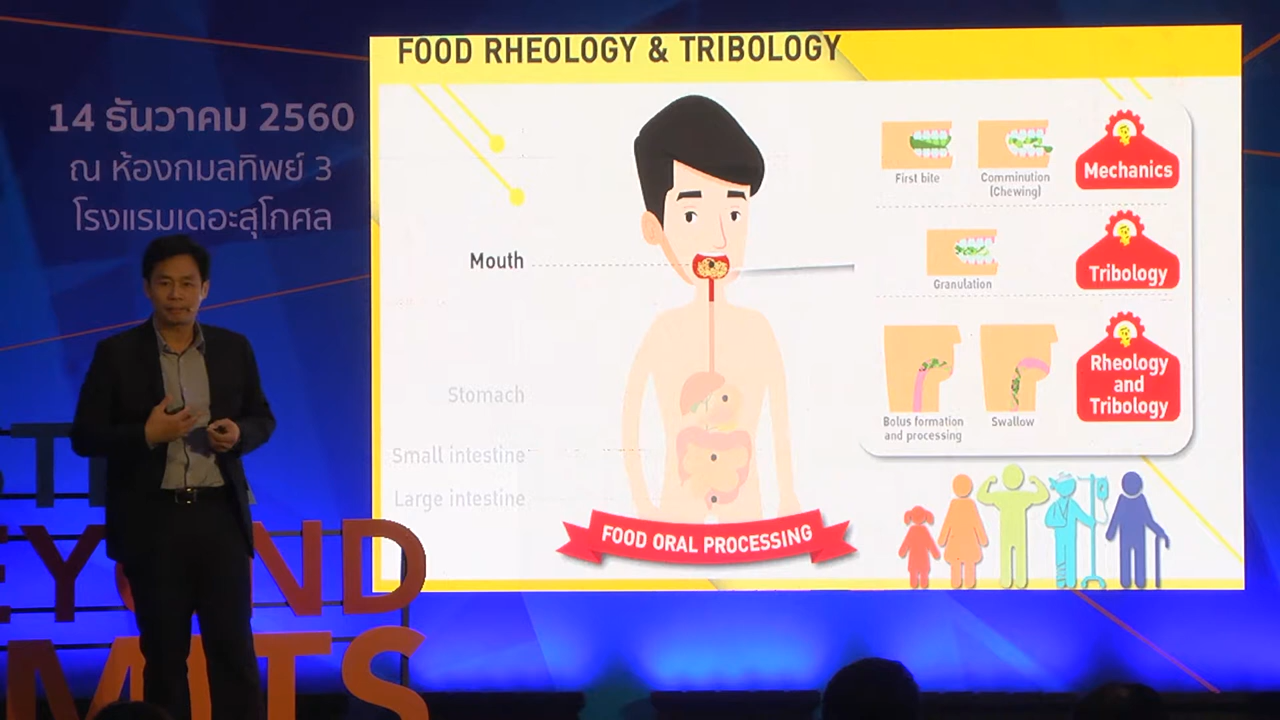 14 ธันวาคม 2560
ณ ห้องกมลทิพย์ 3
โรงแรมเดอะสุโกศล
FOOD RHEOLOGY & TRIBOLOGY
Mouth
Stomach
Small intestine
Large intestine
First bite
Comminution
(Chewing)
Mechanics
Granulation
Tribology
Bolus formation
and processing
Swallow
Rheology
and
Tribology
FOOD ORAL PROCESSING